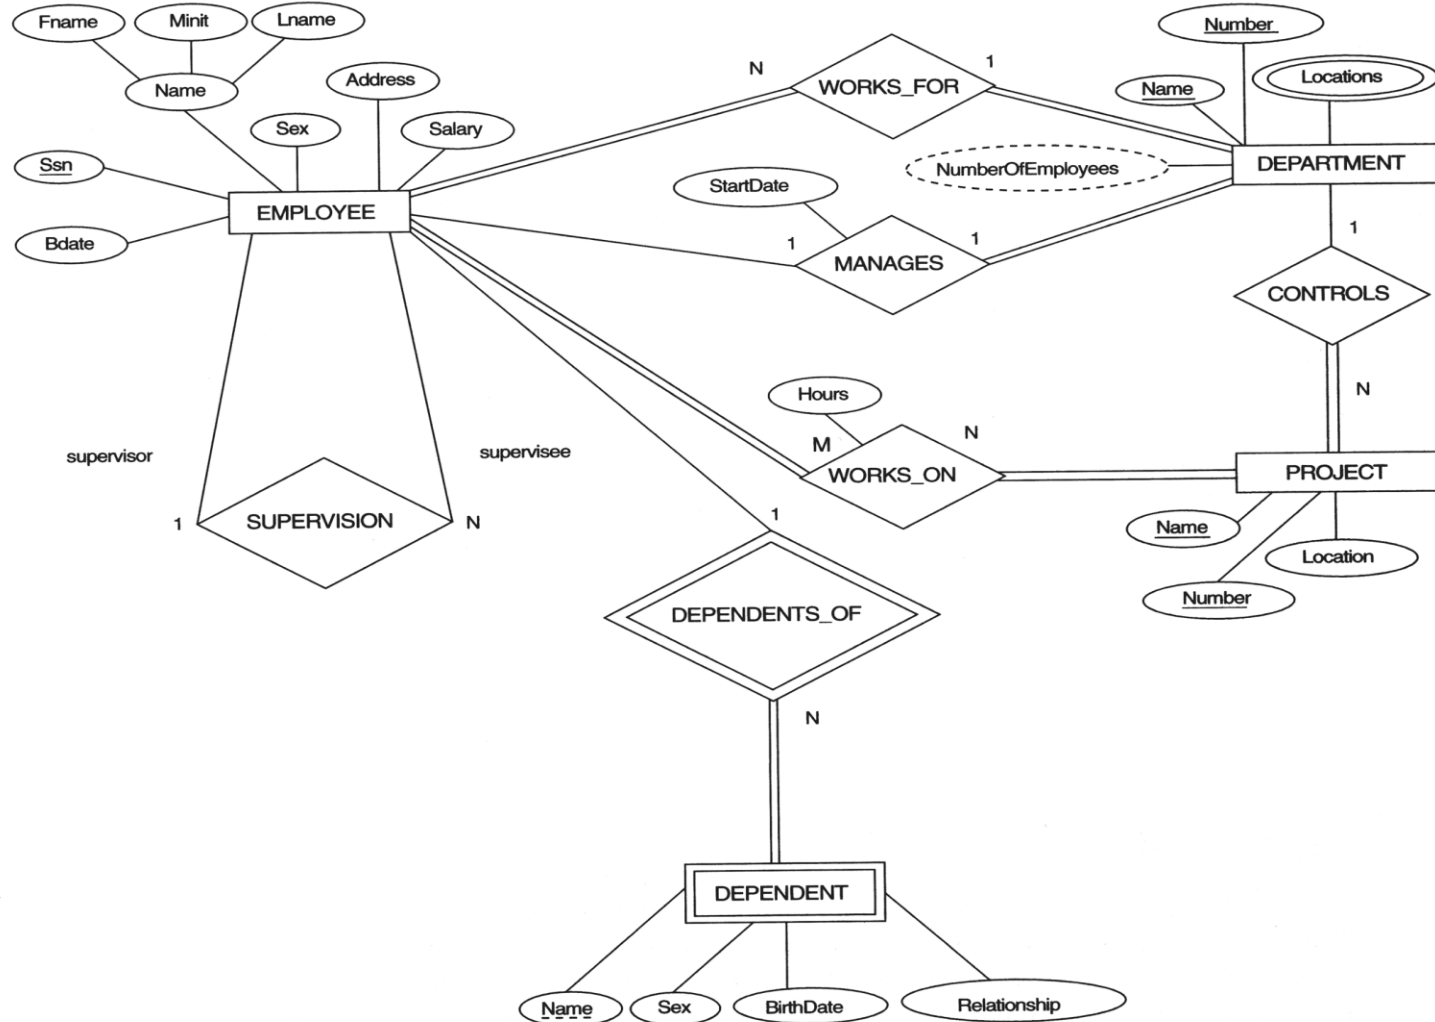 Fname
Minit
Lname
Number
Name
Address
N
1
WORKS_FOR
Name
Locations
Sex
Salary
Ssn
NumberOfEmployees
DEPARTMENT
StartDate
EMPLOYEE
Bdate
1
1
1
MANAGES
CONTROLS
Hours
N
M
N
supervisor
supervisee
WORKS_ON
PROJECT
1
SUPERVISION
N
1
Name
Location
Number
DEPENDENTS_OF
N
DEPENDENT
Name
Sex
BirthDate
Relationship